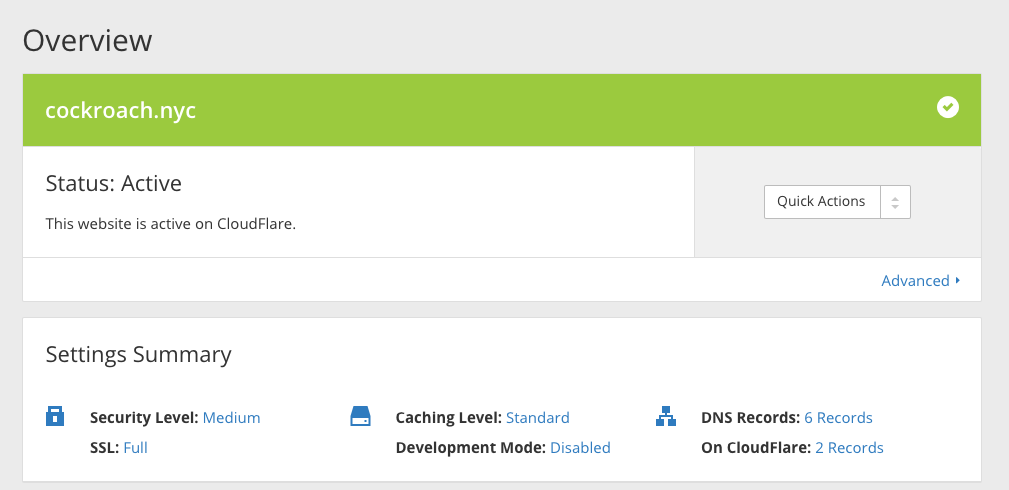 Overview
cockroach.nyc
Status: Active
This website is active on CloudFlare.
Quick Actions
Advanced
Settings Summary
Security Level: Medium
SSL: Full
Caching Level: Standard
Development Mode: Disabled
DNS Records: 6 Records
On CloudFlare: 2 Records